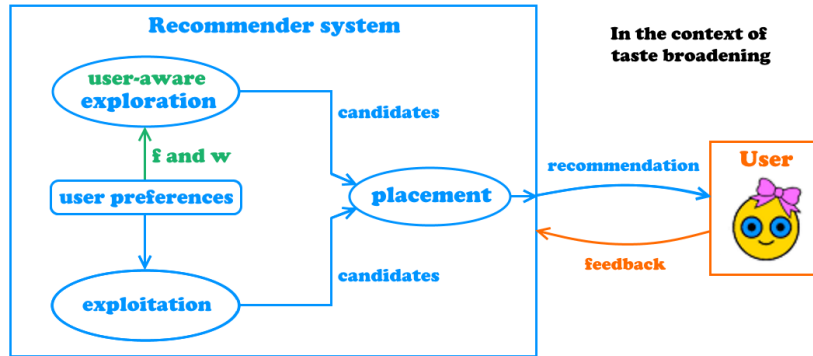 Recommender system
In the context of
taste broadening
user-aware
exploration
candidates
f and w
user preferences
placement
recommendation
User
feedback
candidates
exploitation